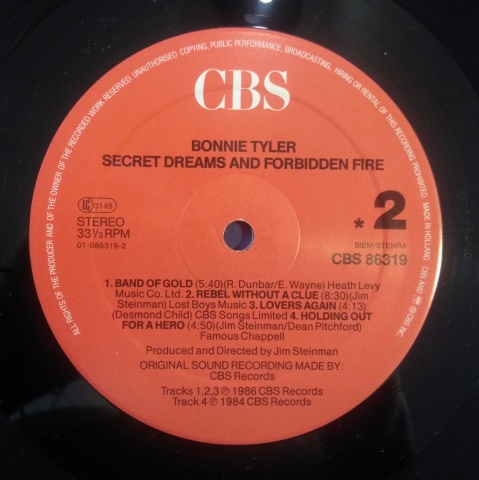 ALL RIGHTS OF THE PRODUCER AND OF THE OWNER OF THE RECORDED WORK RESERVED. UNAUTHORISED COPYING, PUBLIC PERFORMANCE, BROADCASTING, HIRING OR RENTAL OF THIS RECORDING PROHIBITED. MADE IN HOLLAND CBS AND ℗ CBS INC.
CBS
BONNIE TYLER
SECRET DREAMS AND FORBIDDEN FIRE
LC 0149
STEREO
33⅓ RPM
01-086319-2
* 2
BIEM/STEMRA
CBS 86319
1. BAND OF GOLD (5:40)(R. Dunbar/E. Wayne) Heath Levy
Music Co. Ltd. 2. REBEL WITHOUT A CLUE (8:30)(Jim
Steinman) Lost Boys Music 3. LOVERS AGAIN (4:13)
(Desmond Child) CBS Songs Limited 4. HOLDING OUT
FOR A HERO (4:50)(Jim Steinman/Dean Pitchford)
Famous Chappell
Produced and Directed by Jim Steinman
ORIGINAL SOUND RECORDING MADE BY:
CBS Records
Tracks 1,2,3 ℗ 1986 CBS Records
Track 4 ℗ 1984 CBS Records